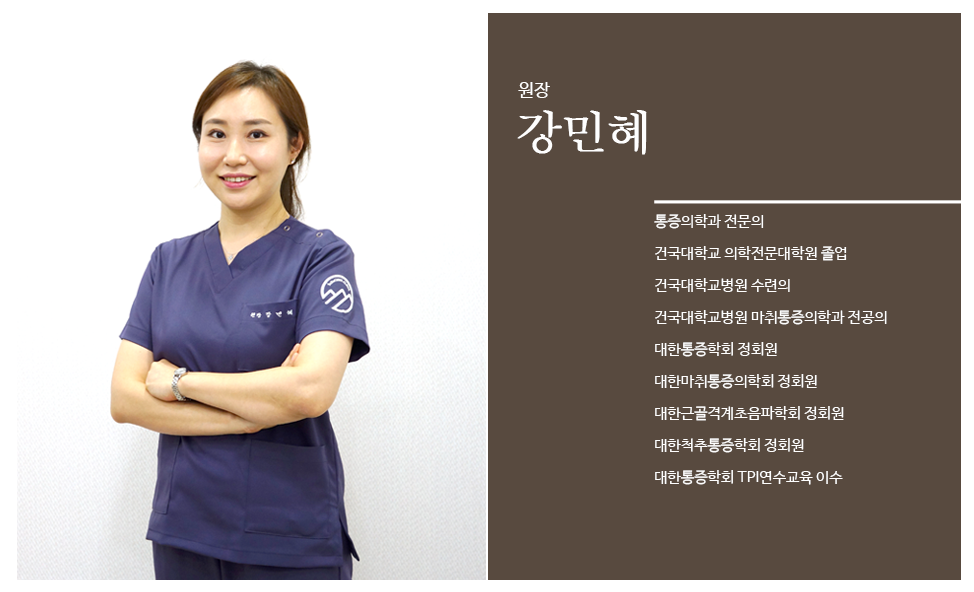 원장
강민혜
통증의학과 전문의
건국대학교 의학전문대학원 졸업
건국대학교병원 수련의
건국대학교병원 마취통증의학과 전공의
대한통증학회 정회원
대한마취통증의학회 정회원
대한근골격계초음파학회 정회원
대한척추통증학회 정회원
대한통증학회 TPI연수교육 이수
원장 강민혜